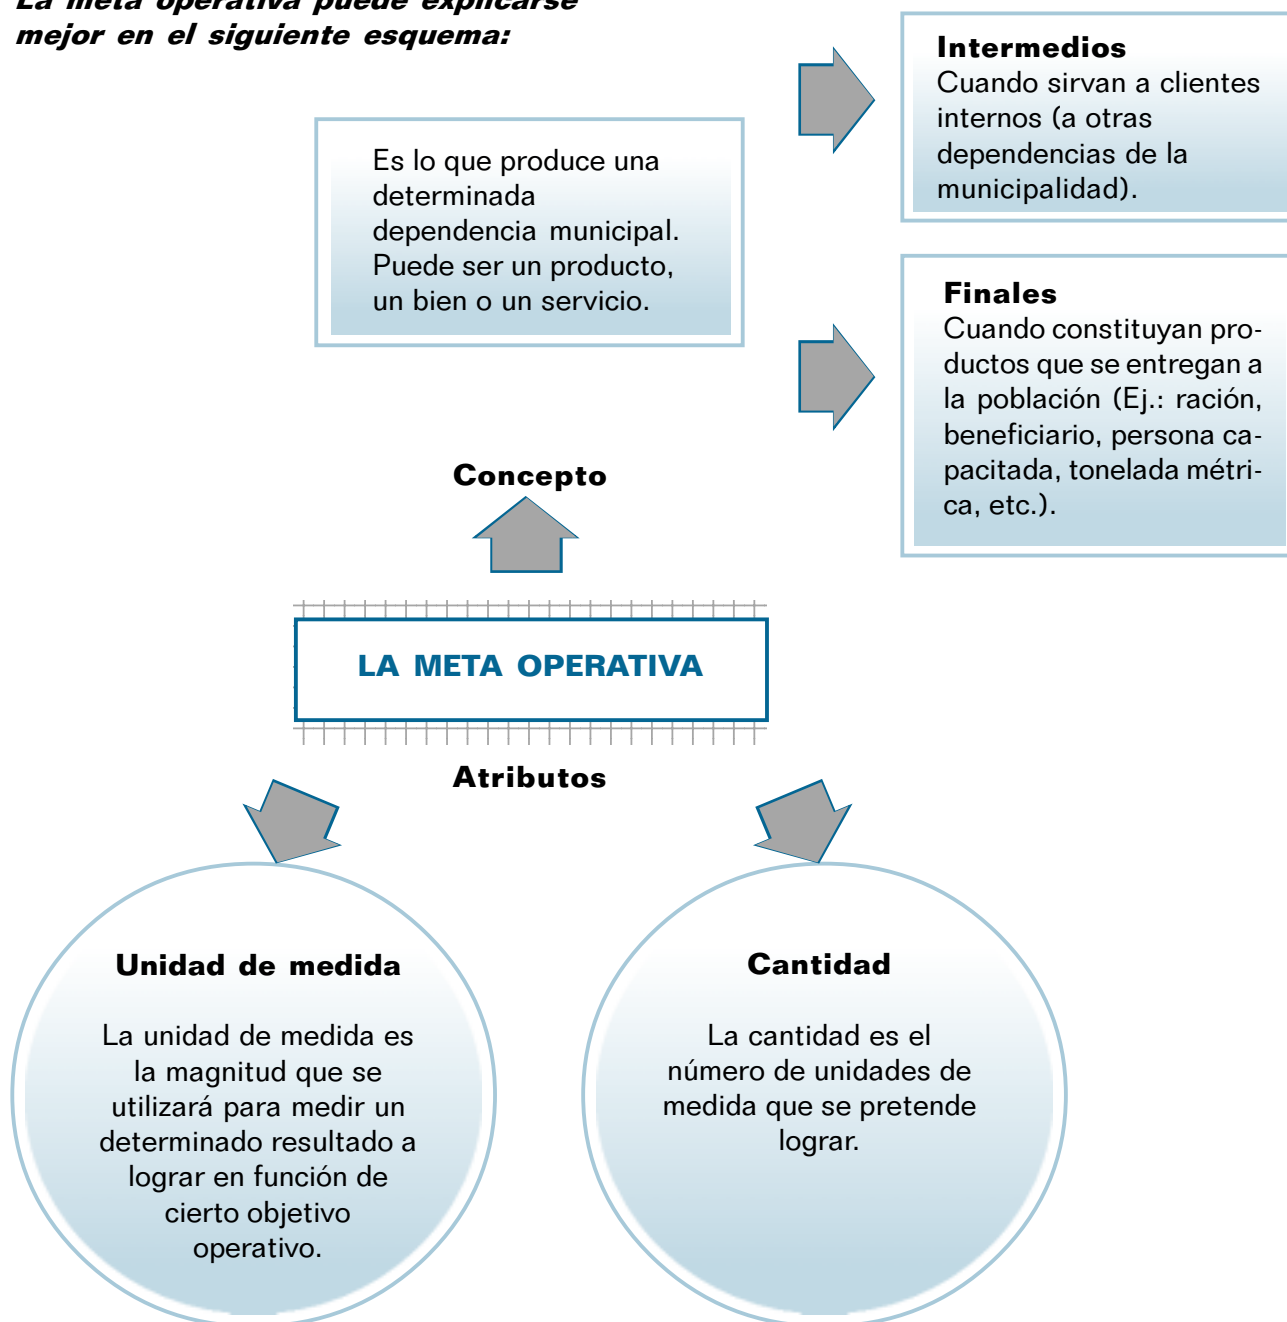 La meta operativa puede explicarse
mejor en el siguiente esquema:
Es lo que produce una
determinada
dependencia municipal.
Puede ser un producto,
un bien o un servicio.
Intermedios
Cuando sirvan a clientes
internos (a otras
dependencias de la
municipalidad).
Finales
Cuando constituyan pro-
ductos que se entregan a
la población (Ej.: ración,
beneficiario, persona ca-
pacitada, tonelada métri-
ca, etc.).
Concepto
LA META OPERATIVA
Atributos
Unidad de medida
La unidad de medida es
la magnitud que se
utilizará para medir un
determinado resultado a
lograr en función de
cierto objetivo
operativo.
Cantidad
La cantidad es el
número de unidades de
medida que se pretende
lograr.